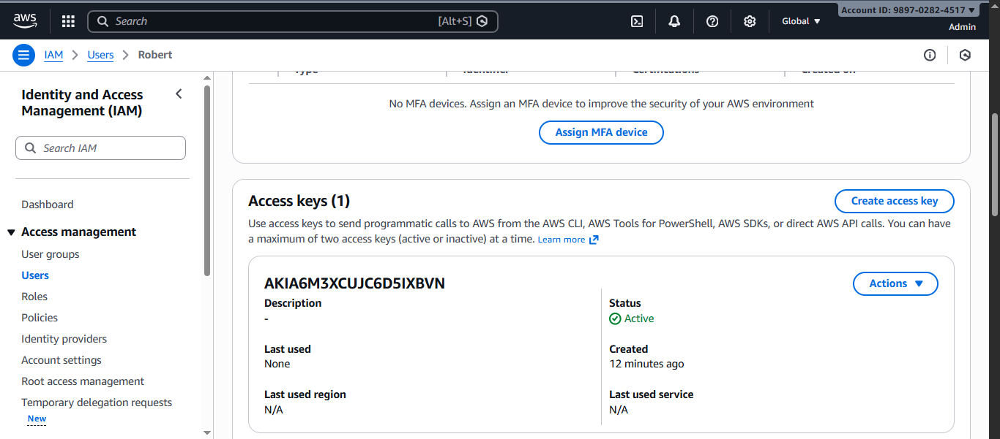 aws
Search
[Alt+S]
Global
Account ID: 9897-0282-4517
Admin
IAM
Users
Robert
Identity and Access
Management (IAM)
Search IAM
Dashboard
Access management
User groups
Users
Roles
Policies
Identity providers
Account settings
Root access management
Temporary delegation requests
New
Type
Identifier
Certifications
Created on
No MFA devices. Assign an MFA device to improve the security of your AWS environment
Assign MFA device
Access keys (1)
Create access key
Use access keys to send programmatic calls to AWS from the AWS CLI, AWS Tools for PowerShell, AWS SDKs, or direct AWS API calls. You can have
a maximum of two access keys (active or inactive) at a time. Learn more
AKIA6M3XCUJC6D5IXBVN
Actions
Description
-
Status
Active
Last used
None
Created
12 minutes ago
Last used region
N/A
Last used service
N/A